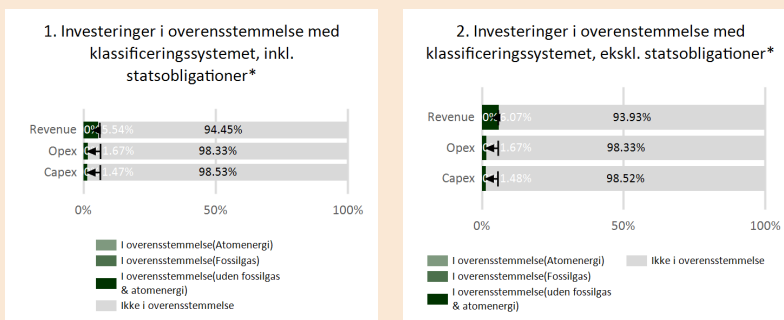 1. Investeringer i overensstemmelse med
klassificeringssystemet, inkl.
statsobligationer*
Revenue 0% 5.54% 94.45%
Opex 1.67% 98.33%
Capex 1.47% 98.53%
0% 50% 100%
I overensstemmelse(Atomenergi)
I overensstemmelse(Fossilgas)
I overensstemmelse(uden fossilgas
& atomenergi)
Ikke i overensstemmelse
2. Investeringer i overenstemmelse med
klassificeringssystemet, ekskl. statsobligationer*
Revenue 0% 6.07% 93.93%
Opex 1.67% 98.33%
Capex 1.48% 98.52%
0% 50% 100%
I overensstemmelse(Atomenergi) Ikke i overensstemmelse
I overensstemmelse(Fossilgas)
I overensstemmelse(uden fossilgas
& atomenergi)